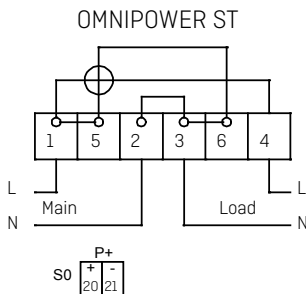 OMNIPOWER ST
1 5 2 3 6 4
L Main Load L
N N
P+
S0 + -
20 21